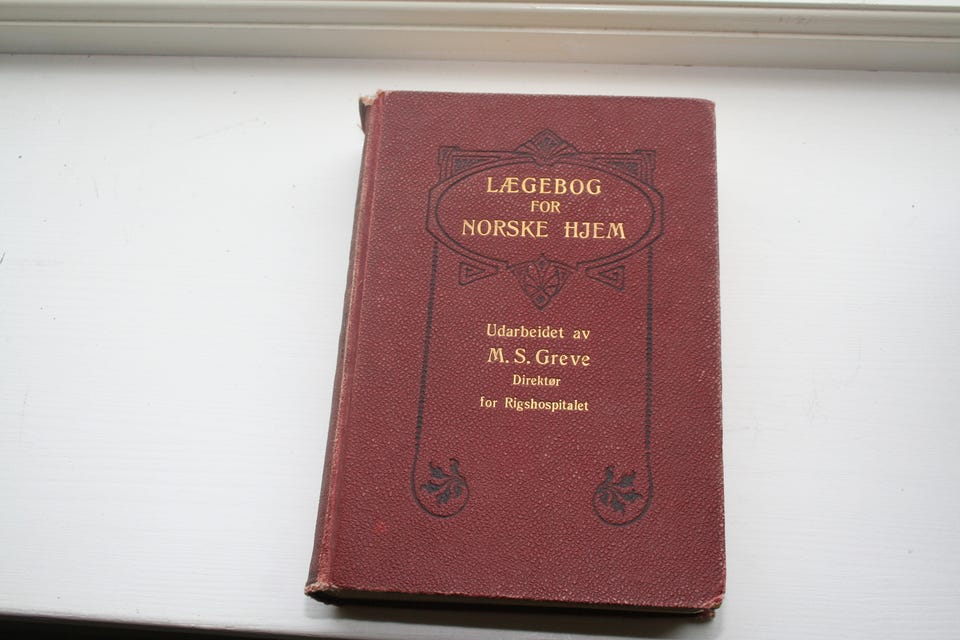 LÆGEBOG
FOR
NORSKE HJEM
Udarbeidet av
M. S. Greve
Direktør
for Rigshospitalet